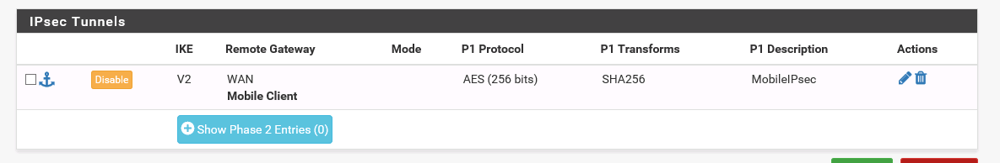 IPsec Tunnels
IKE Remote Gateway Mode P1 Protocol P1 Transforms P1 Description Actions
Disable V2 WAN AES (256 bits) SHA256 MobileIPsec
Mobile Client
Show Phase 2 Entries (0)